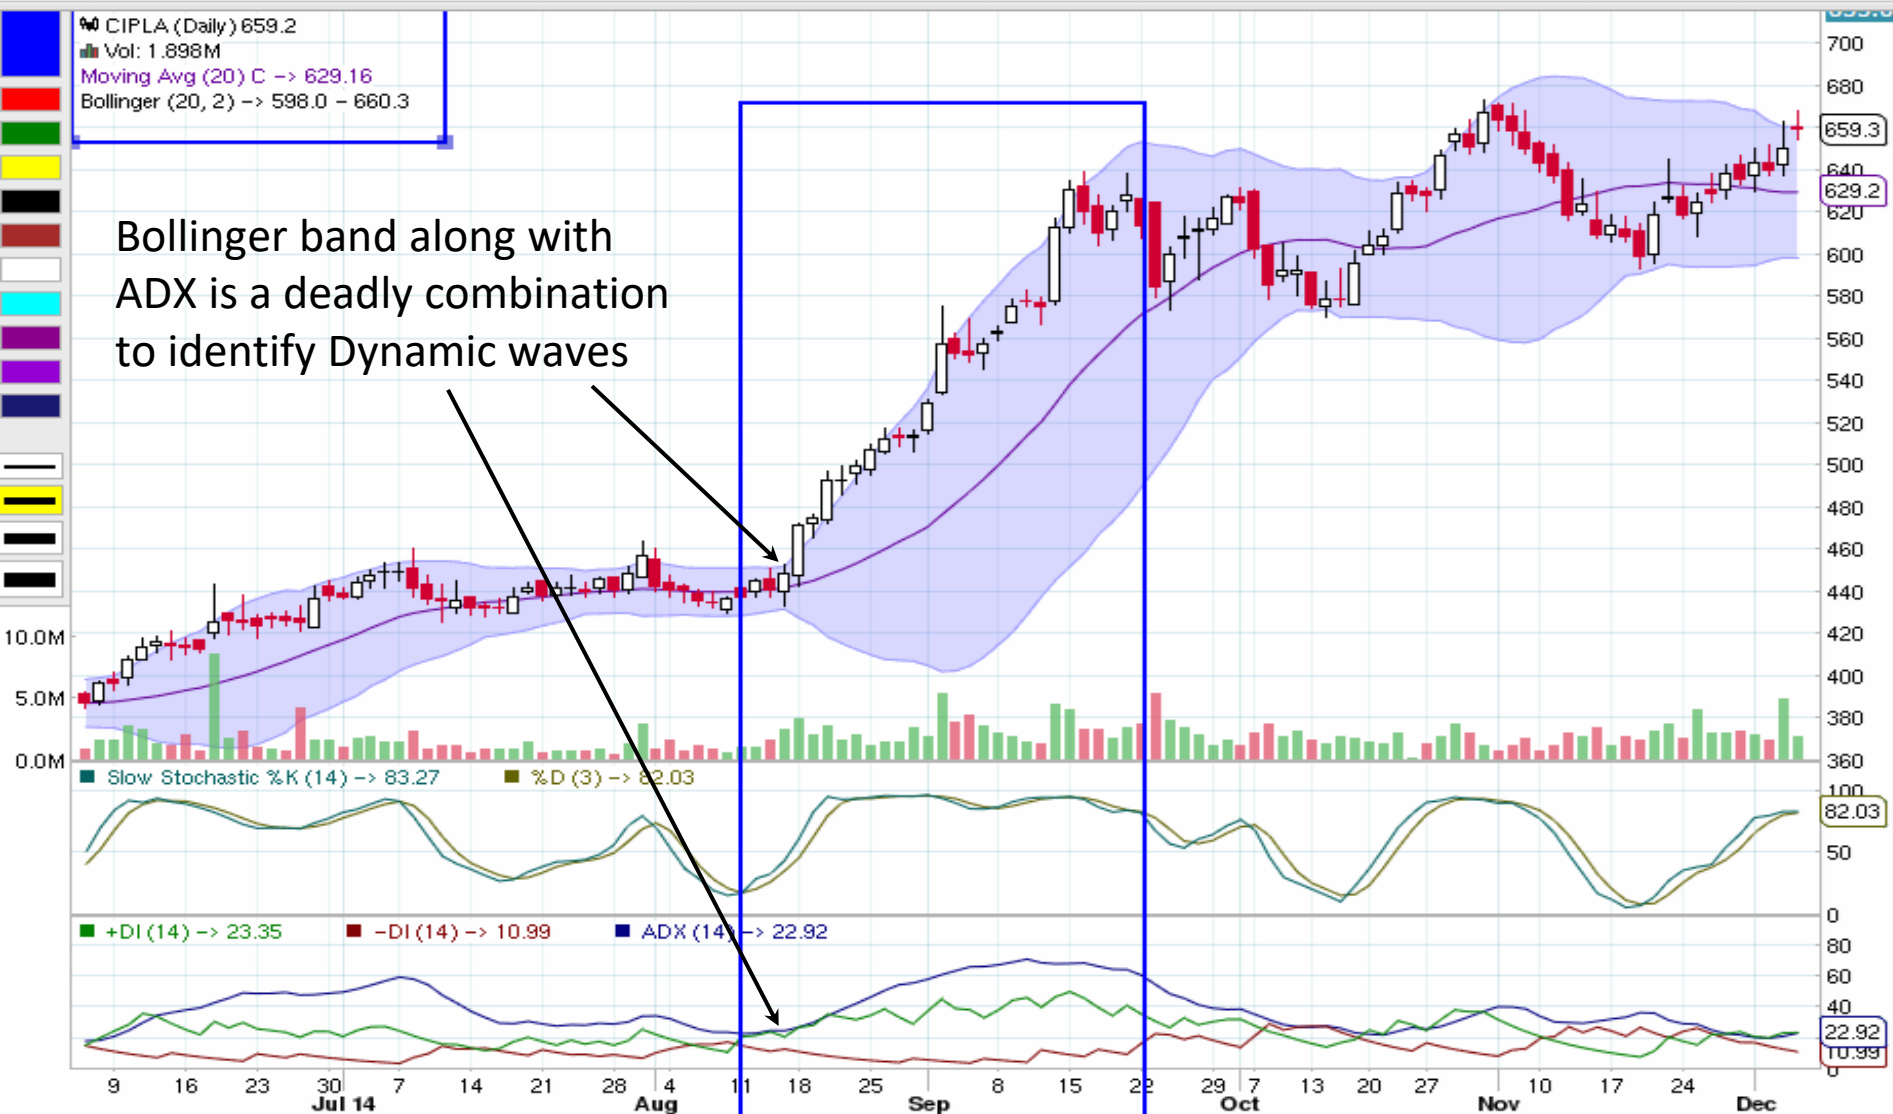 CIPLA (Daily) 659.2
Vol: 1.898M
Moving Avg (20) C -> 629.16
Bollinger (20, 2) -> 598.0 - 660.3
Bollinger band along with
ADX is a deadly combination
to identify Dynamic waves
700
680
659.3
640
629.2
620
600
580
560
540
520
500
480
460
440
420
400
380
360
10.0M
5.0M
0.0M
Slow Stochastic %K (14) -> 83.27 %D (3) -> 82.03
100
82.03
50
0
+DI (14) -> 23.35 -DI (14) -> 10.99 ADX (14) -> 22.92
80
60
40
22.92
10.99
0
9 16 23 30 7 14 21 28 4 11 18 25 8 15 22 29 7 13 20 27 10 17 24
Jul 14 Aug Sep Oct Nov Dec